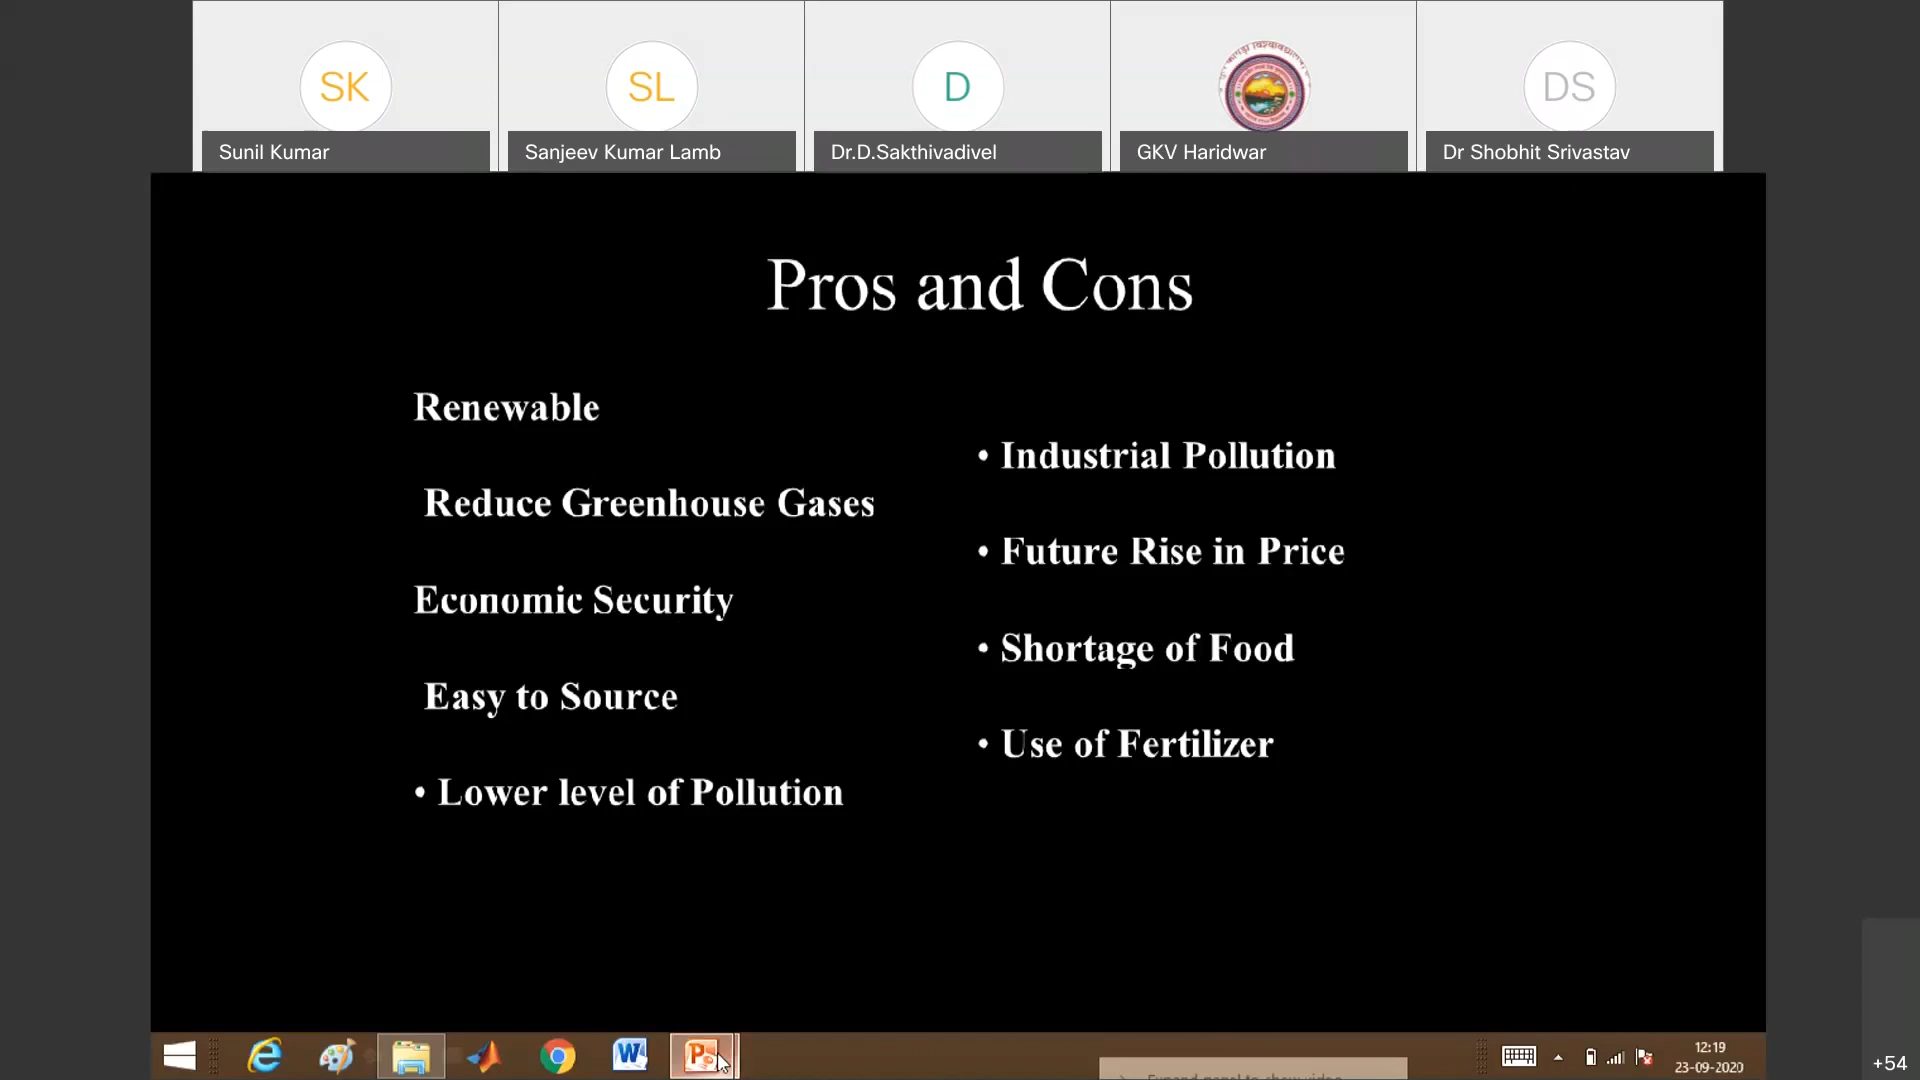 SK
SL
D
DS
Sunil Kumar
Sanjeev Kumar Lamb
Dr.D.Sakthivadivel
GKV Haridwar
Dr Shobhit Srivastav
Pros and Cons
Renewable
Reduce Greenhouse Gases
Economic Security
Easy to Source
• Lower level of Pollution
• Industrial Pollution
• Future Rise in Price
• Shortage of Food
• Use of Fertilizer
12:19
23-09-2020
+54